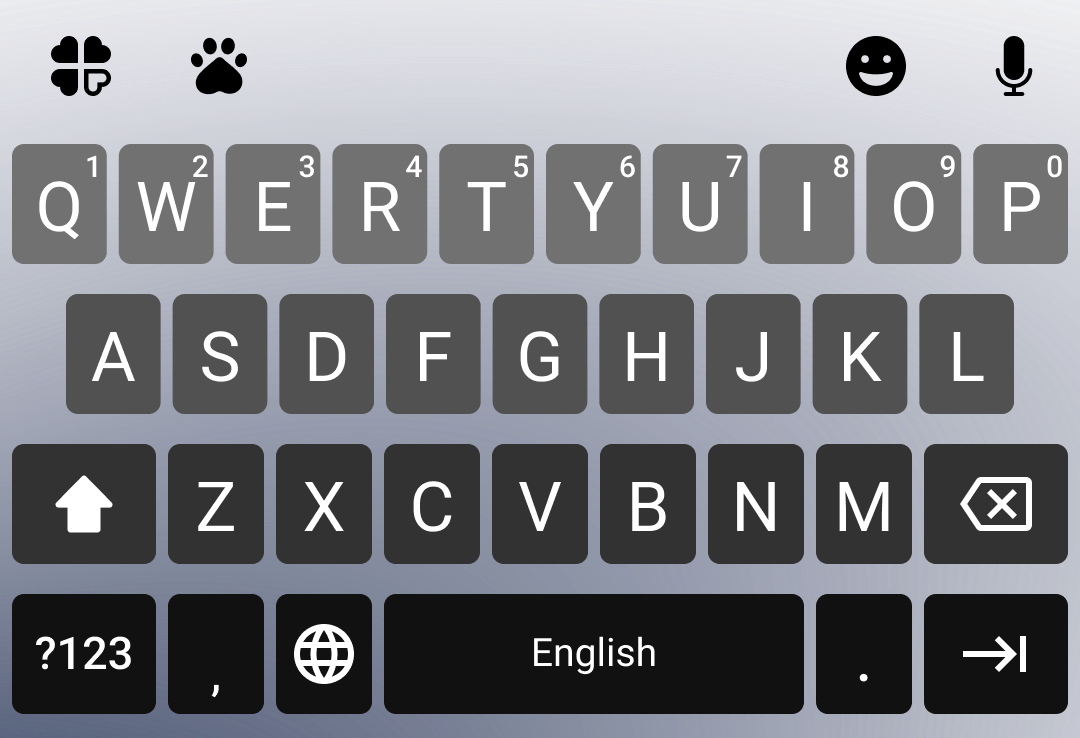 1 2 3 4 5 6 7 8 9 0
Q W E R T Y U I O P
A S D F G H J K L
Z X C V B N M
?123 , English .